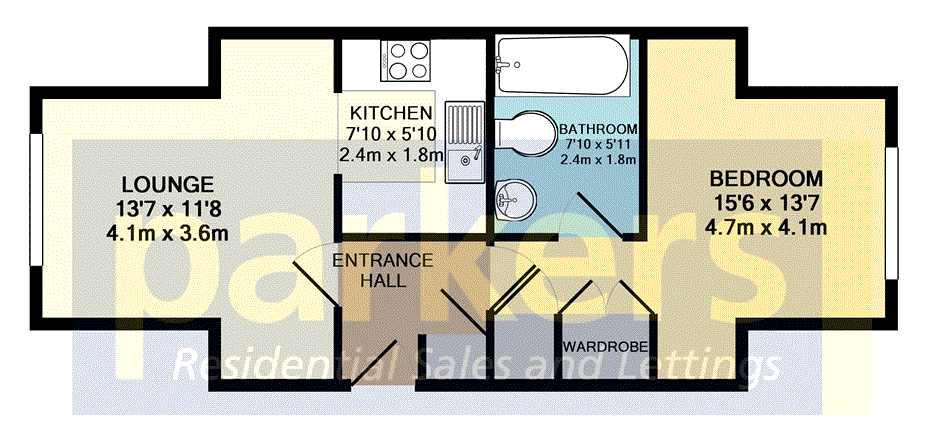 KITCHEN
7'10 x 5'10
2.4m x 1.8m
BATHROOM
7'10 x 5'11
2.4m x 1.8m
LOUNGE
13'7 x 11'8
4.1m x 3.6m
BEDROOM
15'6 x 13'7
4.7m x 4.1m
ENTRANCE
HALL
WARDROBE
parkers
Residential Sales and Lettings